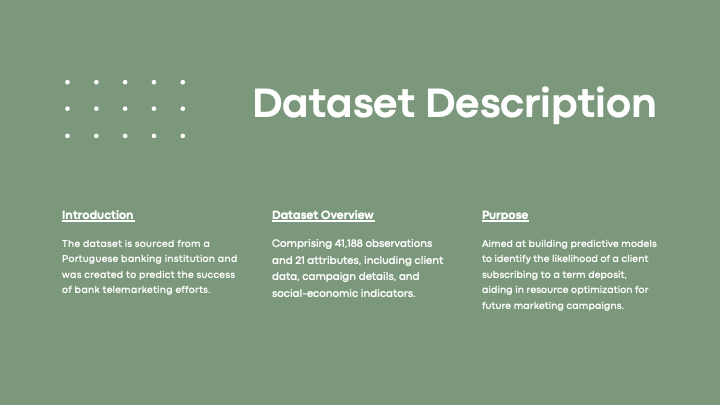 Dataset Description
Introduction
The dataset is sourced from a
Portuguese banking institution and
was created to predict the success
of bank telemarketing efforts.
Dataset Overview
Comprising 41,188 observations
and 21 attributes, including client
data, campaign details, and
social-economic indicators.
Purpose
Aimed at building predictive models
to identify the likelihood of a client
subscribing to a term deposit,
aiding in resource optimization for
future marketing campaigns.